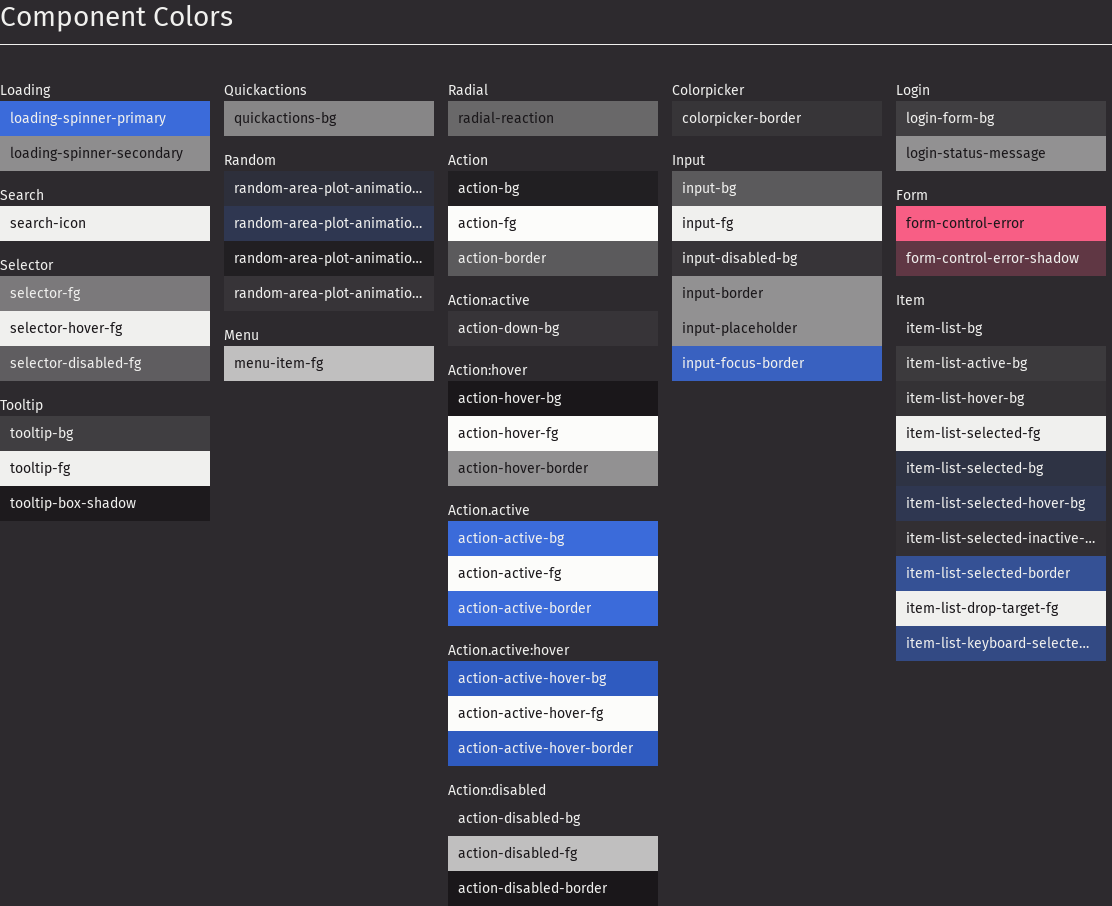 Component Colors
Loading
loading-spinner-primary
loading-spinner-secondary
Search
search-icon
Selector
selector-fg
selector-hover-fg
selector-disabled-fg
Tooltip
tooltip-bg
tooltip-fg
tooltip-box-shadow
Quickactions
quickactions-bg
Random
random-area-plot-animatio...
random-area-plot-animatio...
random-area-plot-animatio...
random-area-plot-animatio...
Menu
menu-item-fg
Radial
radial-reaction
Action
action-bg
action-fg
action-border
Action:active
action-down-bg
Action:hover
action-hover-bg
action-hover-fg
action-hover-border
Action.active
action-active-bg
action-active-fg
action-active-border
Action.active:hover
action-active-hover-bg
action-active-hover-fg
action-active-hover-border
Action:disabled
action-disabled-bg
action-disabled-fg
action-disabled-border
Colorpicker
colorpicker-border
Input
input-bg
input-fg
input-disabled-bg
input-border
input-placeholder
input-focus-border
Login
login-form-bg
login-status-message
Form
form-control-error
form-control-error-shadow
Item
item-list-bg
item-list-active-bg
item-list-hover-bg
item-list-selected-fg
item-list-selected-bg
item-list-selected-hover-bg
item-list-selected-inactive-...
item-list-selected-border
item-list-drop-target-fg
item-list-keyboard-selecte...